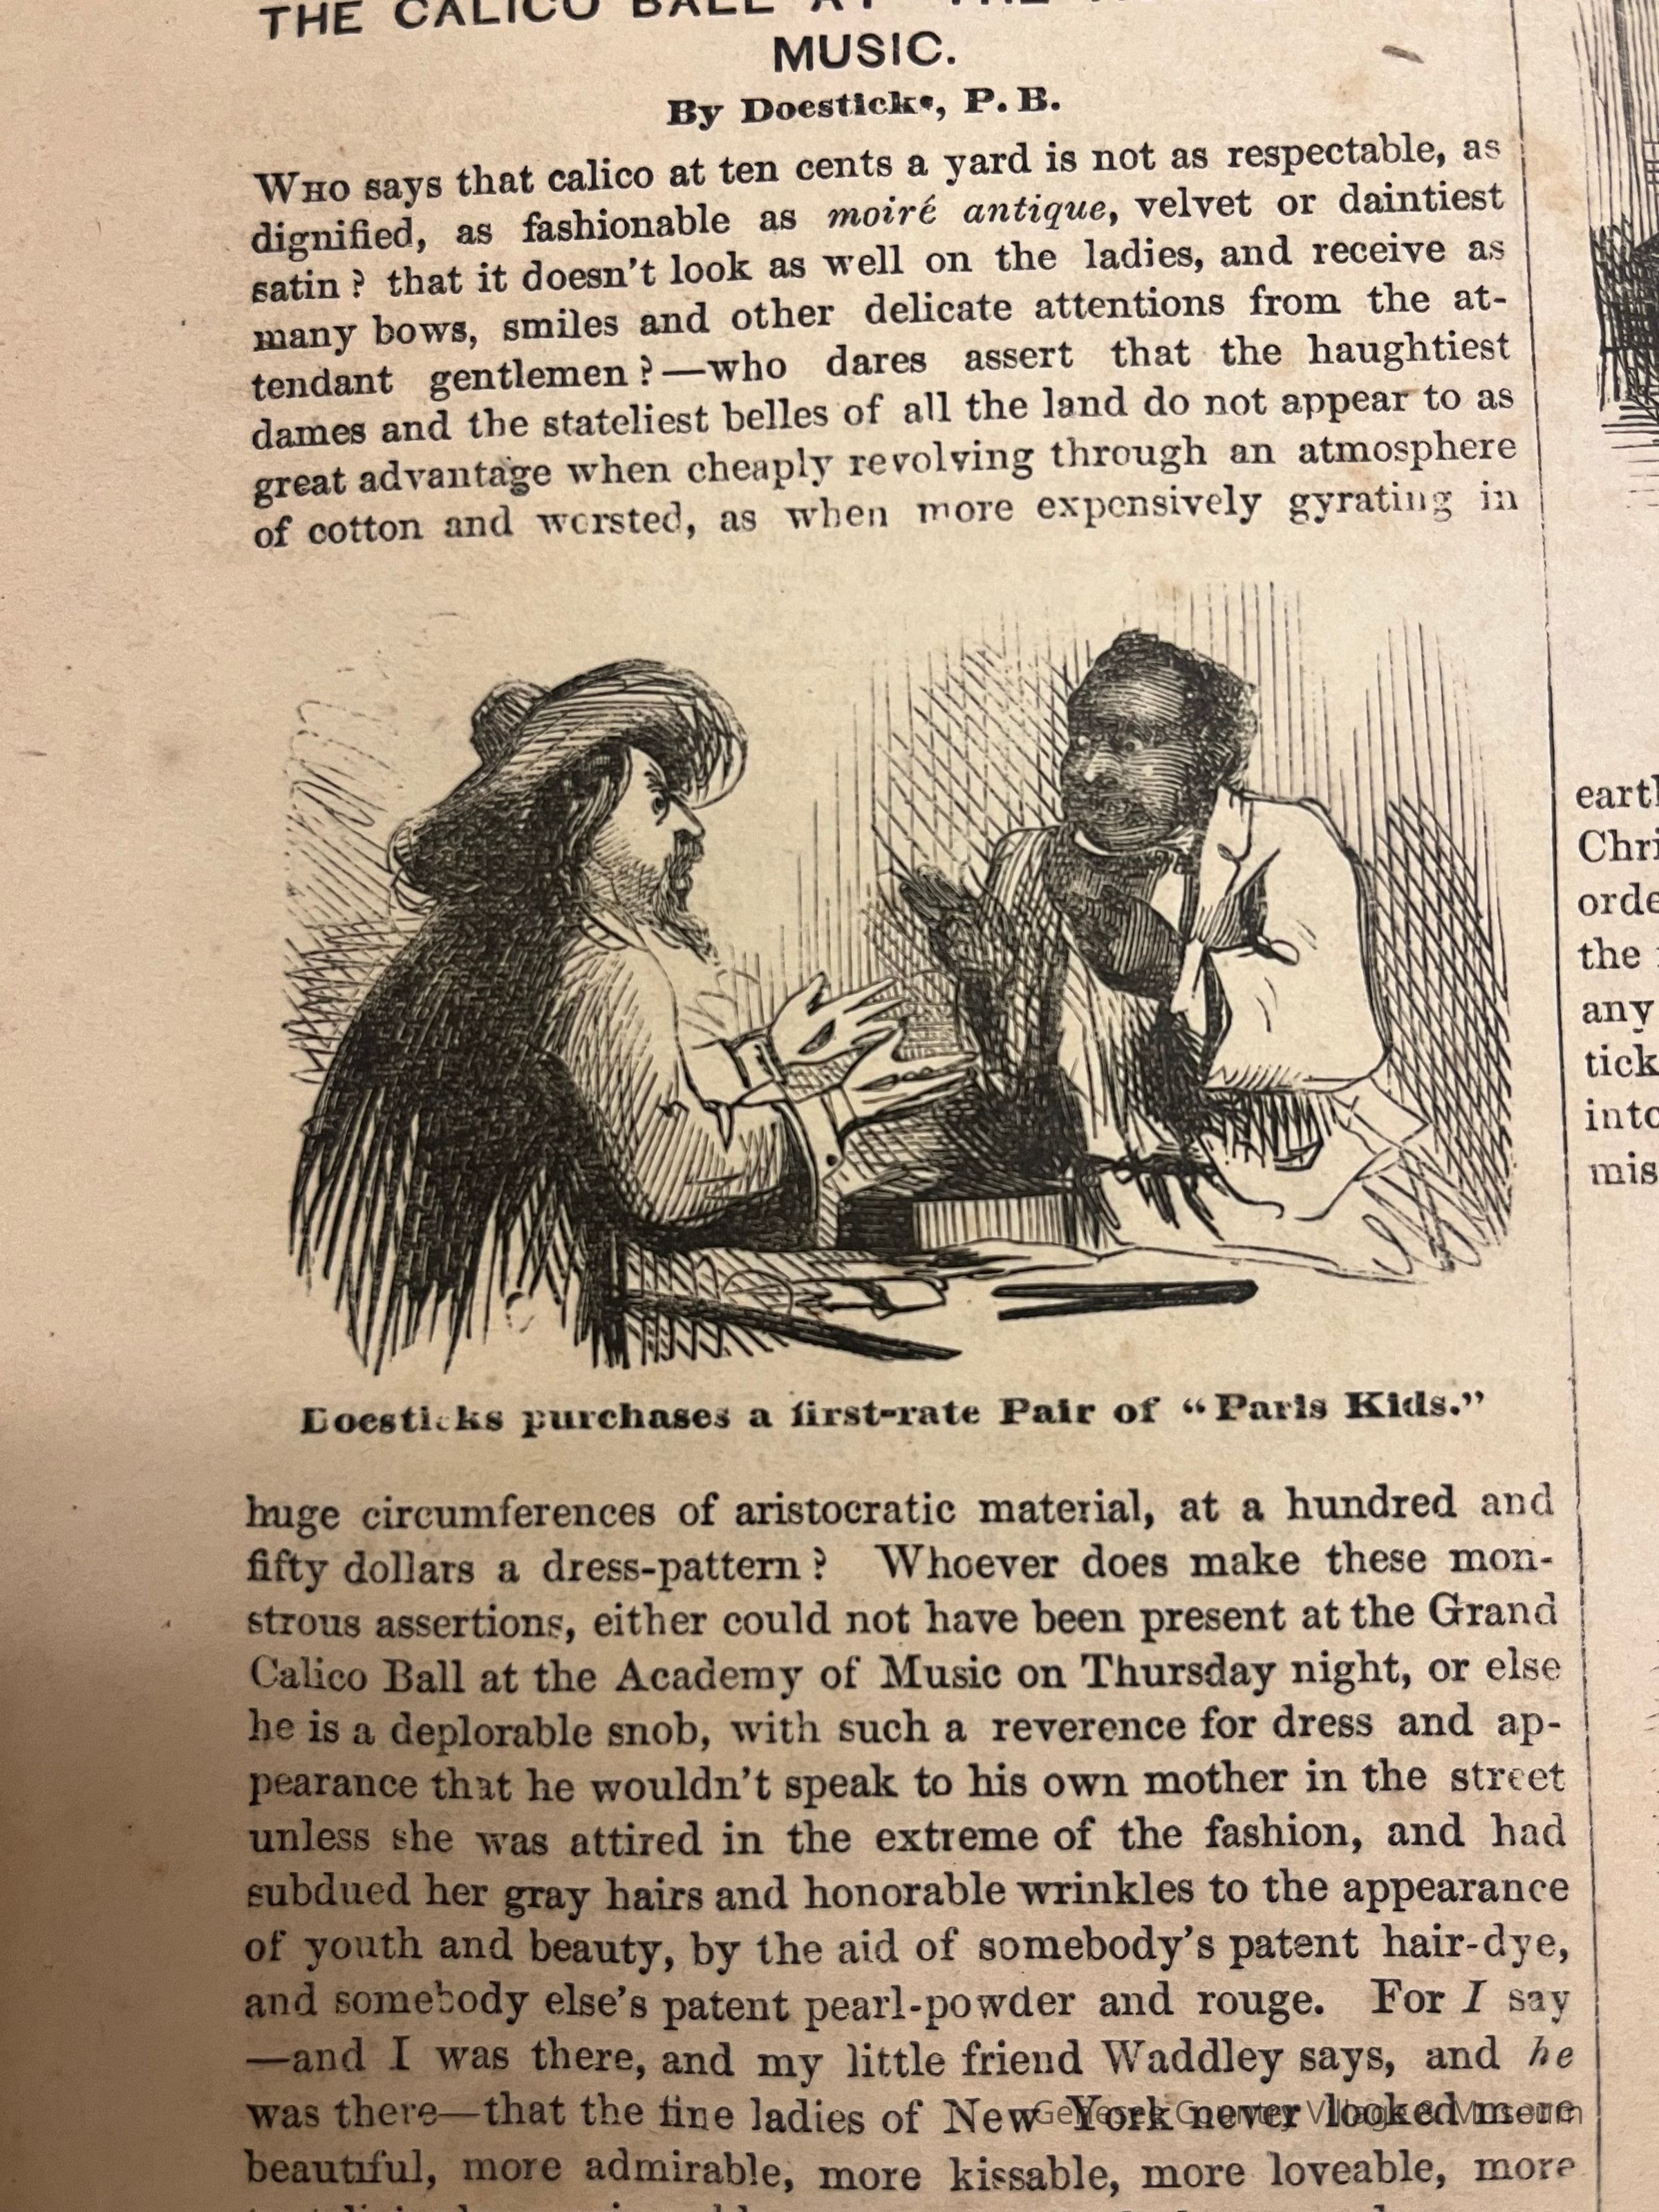 THE CALICO BALL AT THE
MUSIC.
By Doesticks, P. B.
WHO says that calico at ten cents a yard is not as respectable, as
dignified, as fashionable as moiré antique, velvet or daintiest
satin? that it doesn't look as well on the ladies, and receive as
many bows, smiles and other delicate attentions from the at-
tendant gentlemen?—who dares assert that the haughtiest
dames and the stateliest belles of all the land do not appear to as
great advantage when cheaply revolving through an atmosphere
of cotton and worsted, as when more expensively gyrating in
Doesticks purchases a first-rate Pair of "Paris Kids."
huge circumferences of aristocratic material, at a hundred and
fifty dollars a dress-pattern? Whoever does make these mon-
strous assertions, either could not have been present at the Grand
Calico Ball at the Academy of Music on Thursday night, or else
he is a deplorable snob, with such a reverence for dress and ap-
pearance that he wouldn't speak to his own mother in the street
unless she was attired in the extreme of the fashion, and had
subdued her gray hairs and honorable wrinkles to the appearance
of youth and beauty, by the aid of somebody's patent hair-dye,
and somebody else's patent pearl-powder and rouge. For I say
—and I was there, and my little friend Waddley says, and he
was there—that the fine ladies of New York never looked more
beautiful, more admirable, more kissable, more loveable, more
earth
Chri
orde
the
any
tick
into
mis
Genesee Country Village & Museum